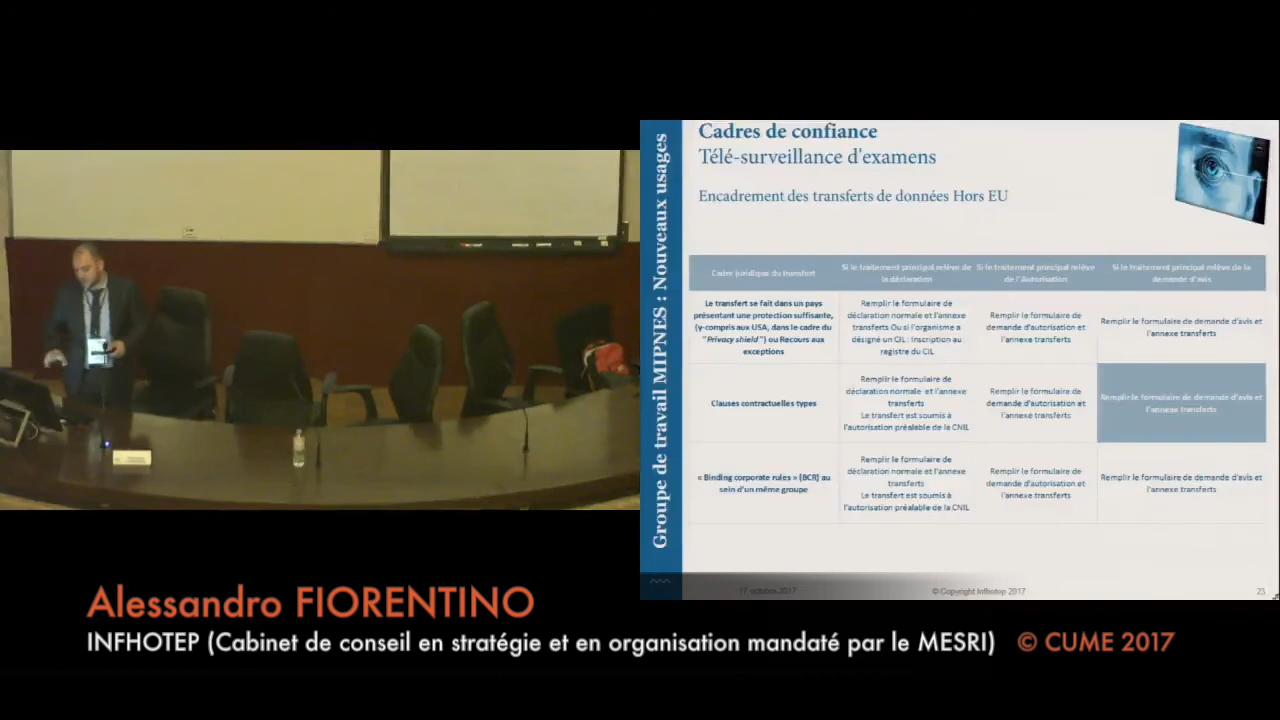 Groupe de travail MIPNES : Nouveaux usages
Cadres de confiance
Télé-surveillance d'examens
Encadrement des transferts de données Hors EU
Cadre juridique du transfert
Si le traitement principal relève de
la déclaration
Si le traitement principal relève
de l'Autorisation
Si le traitement principal relève de la
demande d'avis
Le transfert se fait dans un pays
présentant une protection suffisante,
(y-compris aux USA, dans le cadre du
"Privacy shield") ou Recours aux
exceptions
Remplir le formulaire de
déclaration normale et l'annexe
transferts Ou si l'organisme a
désigné un CIL : Inscription au
registre du CIL
Remplir le formulaire de
demande d'autorisation et
l'annexe transferts
Remplir le formulaire de demande d'avis et
l'annexe transferts
Clauses contractuelles types
Remplir le formulaire de
déclaration normale et l'annexe
transferts
Le transfert est soumis à
l'autorisation préalable de la CNIL
Remplir le formulaire de
demande d'autorisation et
l'annexe transferts
Remplir le formulaire de demande d'avis et
l'annexe transferts
« Binding corporate rules » (BCR) au
sein d'un même groupe
Remplir le formulaire de
déclaration normale et l'annexe
transferts
Le transfert est soumis à
l'autorisation préalable de la CNIL
Remplir le formulaire de
demande d'autorisation et
l'annexe transferts
Remplir le formulaire de demande d'avis et
l'annexe transferts
17 octobre 2017
© Copyright Infhotep 2017
23
Alessandro FIORENTINO
INFHOTEP (Cabinet de conseil en stratégie et en organisation mandaté par le MESRI) © CUME 2017